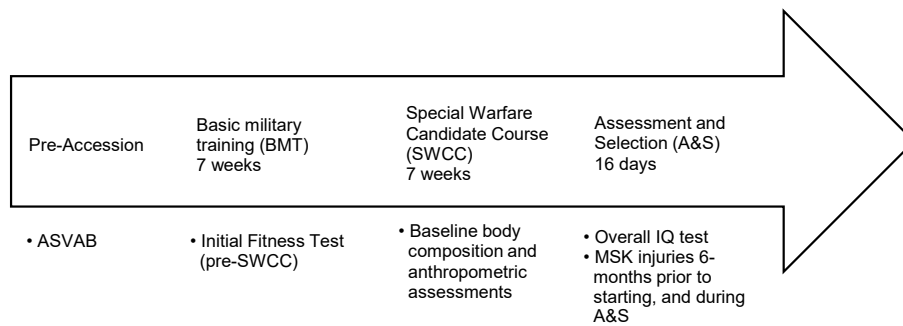 Pre-Accession
Basic military
training (BMT)
7 weeks
Special Warfare
Candidate Course
(SWCC)
7 weeks
Assessment and
Selection (A&S)
16 days
• ASVAB
• Initial Fitness Test
(pre-SWCC)
• Baseline body
composition and
anthropometric
assessments
• Overall IQ test
• MSK injuries 6-
months prior to
starting, and during
A&S